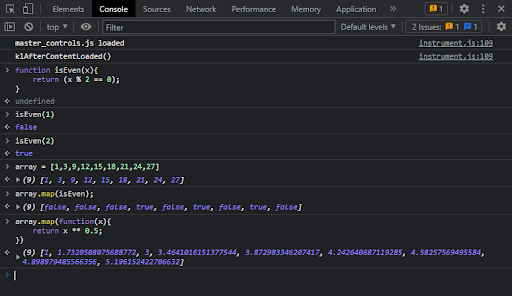 Elements Console Sources Network Performance Memory Application » 1
top Filter Default levels 2 Issues: 1 1
master_controls.js loaded instrument.js:109
klAfterContentLoaded() instrument.js:109
> function isEven(x){
return (x % 2 == 0);
}
undefined
> isEven(1)
false
> isEven(2)
true
> array = [1,3,9,12,15,18,21,24,27]
(9) [1, 3, 9, 12, 15, 18, 21, 24, 27]
> array.map(isEven);
(9) [false, false, false, true, false, true, false, true, false]
> array.map(function(x){
return x ** 0.5;
})
(9) [1, 1.7320508075688772, 3, 3.4641016151377544, 3.872983346207417, 4.242640687119285, 4.58257569495584,
4.898979485566356, 5.196152422706632]
>